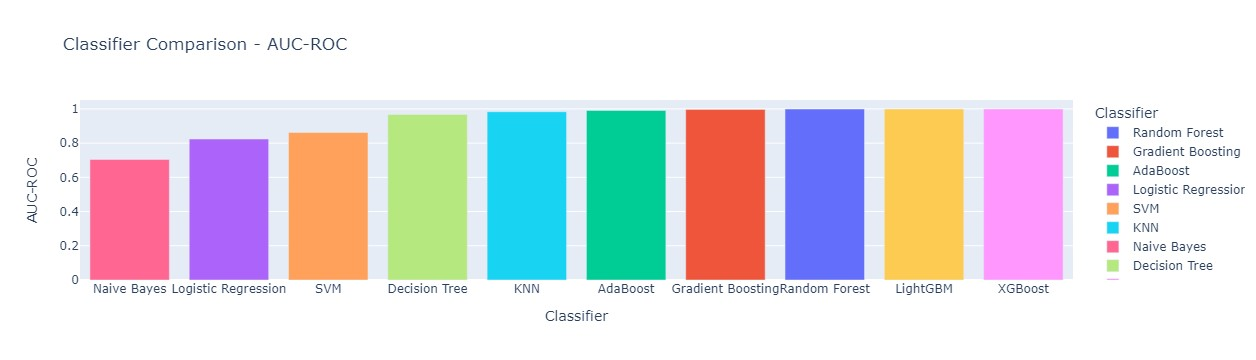 Classifier Comparison - AUC-ROC
AUC-ROC
1
0.8
0.6
0.4
0.2
0
Naive Bayes Logistic Regression SVM Decision Tree KNN AdaBoost Gradient Boosting Random Forest LightGBM XGBoost
Classifier
Classifier
Random Forest
Gradient Boosting
AdaBoost
Logistic Regression
SVM
KNN
Naive Bayes
Decision Tree